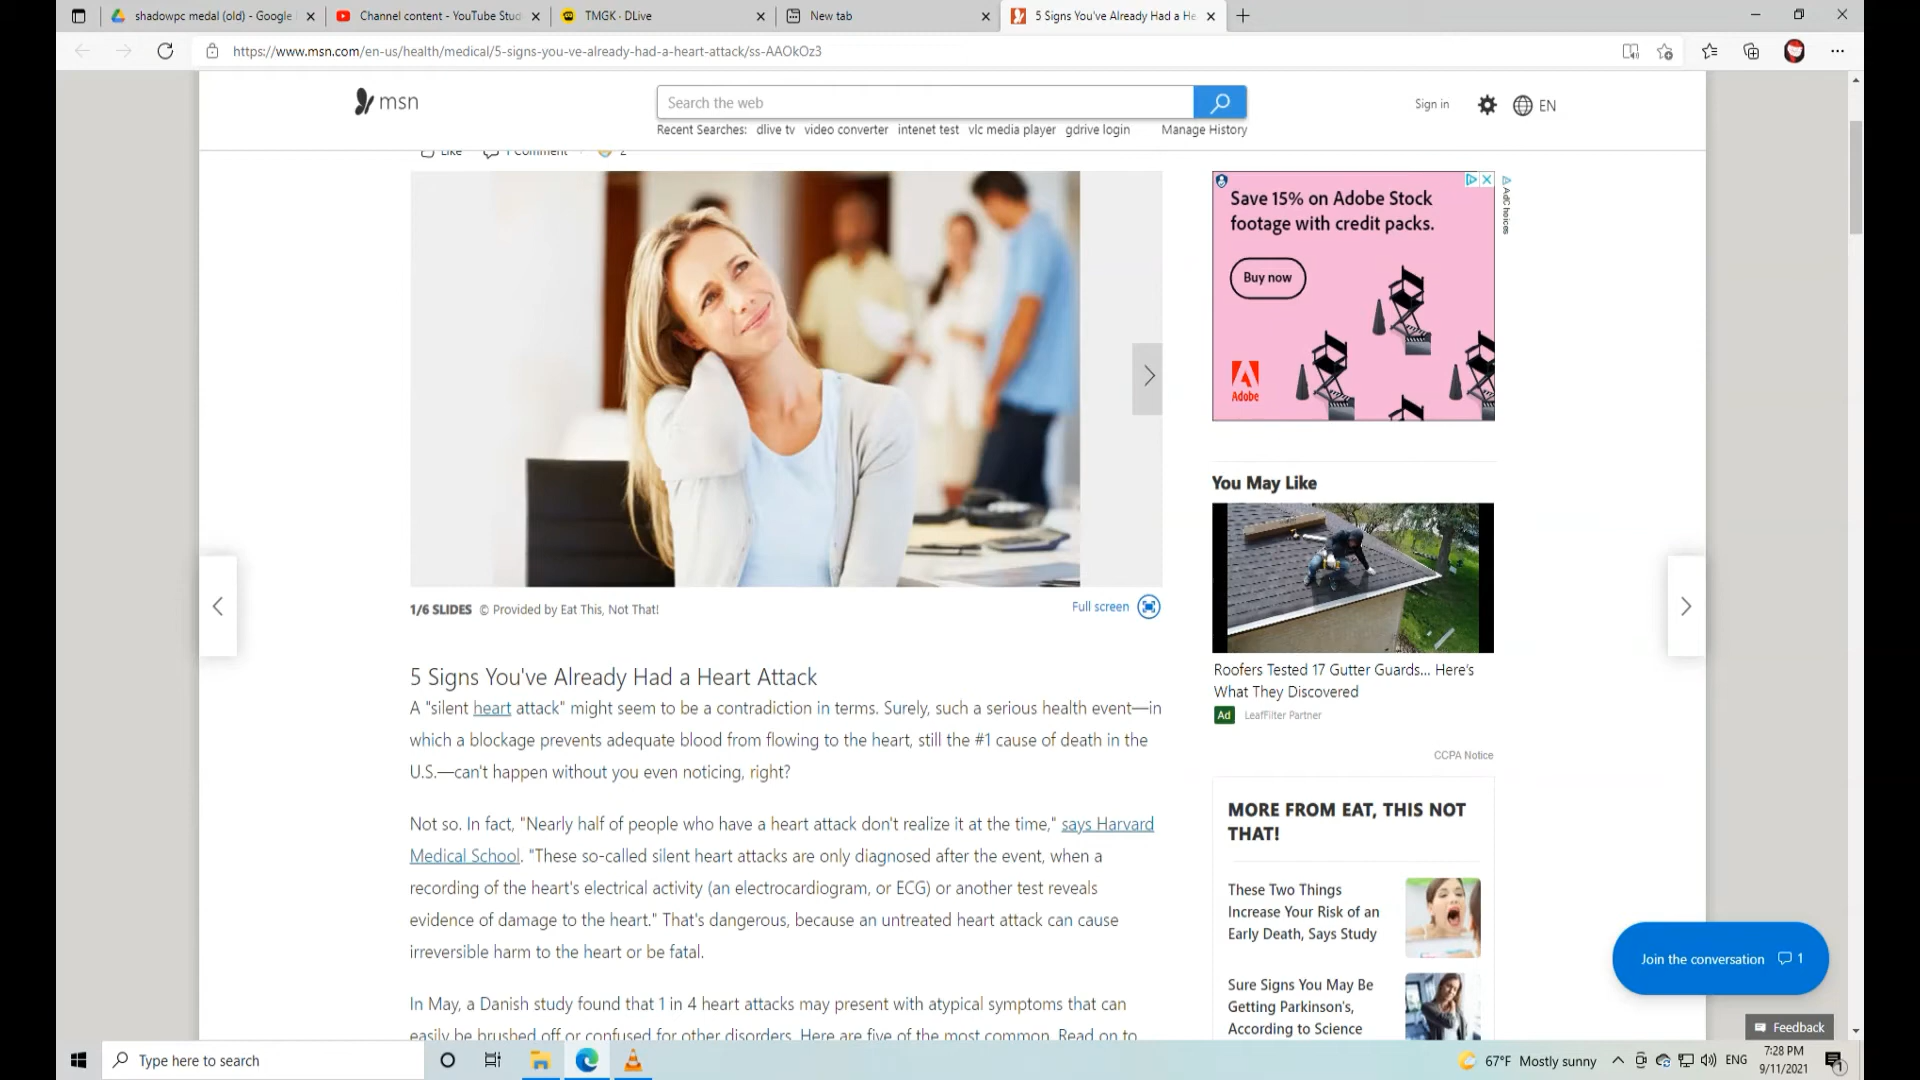 shadowpc medal (old) - Google
Channel content - YouTube Stud
TMGK · DLive
New tab
5 Signs You've Already Had a He
https://www.msn.com/en-us/health/medical/5-signs-you-ve-already-had-a-heart-attack/ss-AAOkOz3
msn
Search the web
Sign in
EN
Recent Searches: dlive tv video converter intenet test vlc media player gdrive login Manage History
Like 1 Comment 2
Save 15% on Adobe Stock
footage with credit packs.
Buy now
Adobe
AdChoices
1/6 SLIDES © Provided by Eat This, Not That!
Full screen
5 Signs You've Already Had a Heart Attack
A "silent heart attack" might seem to be a contradiction in terms. Surely, such a serious health event—in
which a blockage prevents adequate blood from flowing to the heart, still the #1 cause of death in the
U.S.—can't happen without you even noticing, right?
Not so. In fact, "Nearly half of people who have a heart attack don't realize it at the time," says Harvard
Medical School. "These so-called silent heart attacks are only diagnosed after the event, when a
recording of the heart's electrical activity (an electrocardiogram, or ECG) or another test reveals
evidence of damage to the heart." That's dangerous, because an untreated heart attack can cause
irreversible harm to the heart or be fatal.
In May, a Danish study found that 1 in 4 heart attacks may present with atypical symptoms that can
easily be brushed off or confused for other disorders. Here are five of the most common. Read on to
You May Like
Roofers Tested 17 Gutter Guards... Here's
What They Discovered
Ad LeafFilter Partner
CCPA Notice
MORE FROM EAT, THIS NOT
THAT!
These Two Things
Increase Your Risk of an
Early Death, Says Study
Sure Signs You May Be
Getting Parkinson's,
According to Science
Join the conversation 1
Feedback
Type here to search
67°F Mostly sunny
ENG
7:28 PM
9/11/2021
1